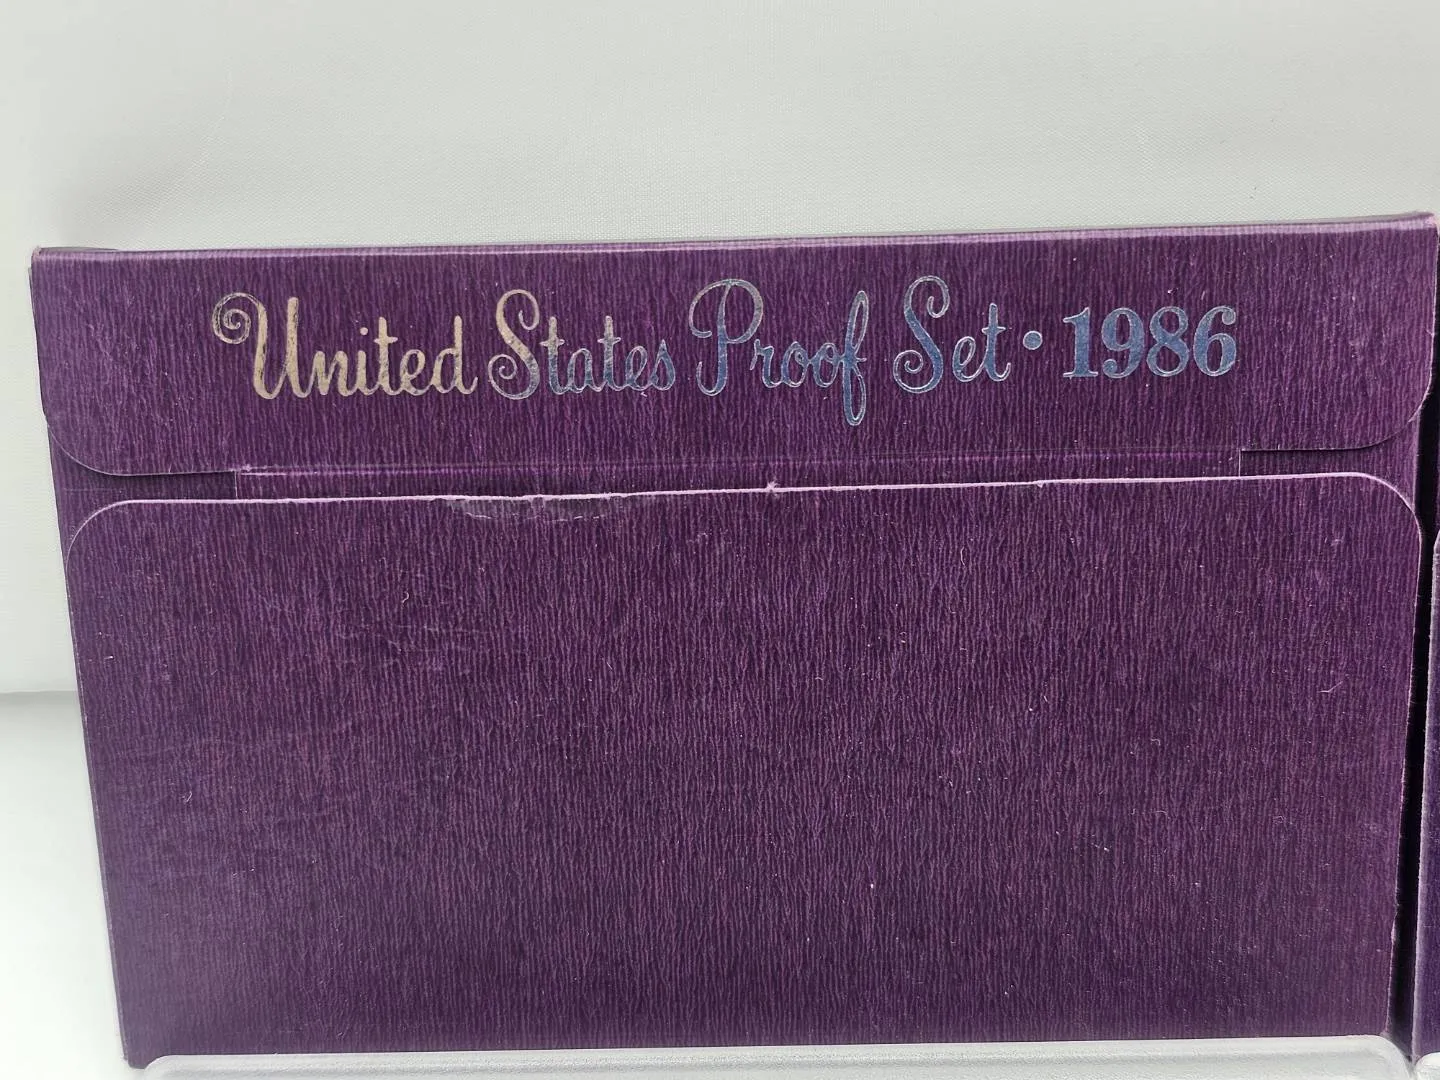 United States Proof Set • 1986